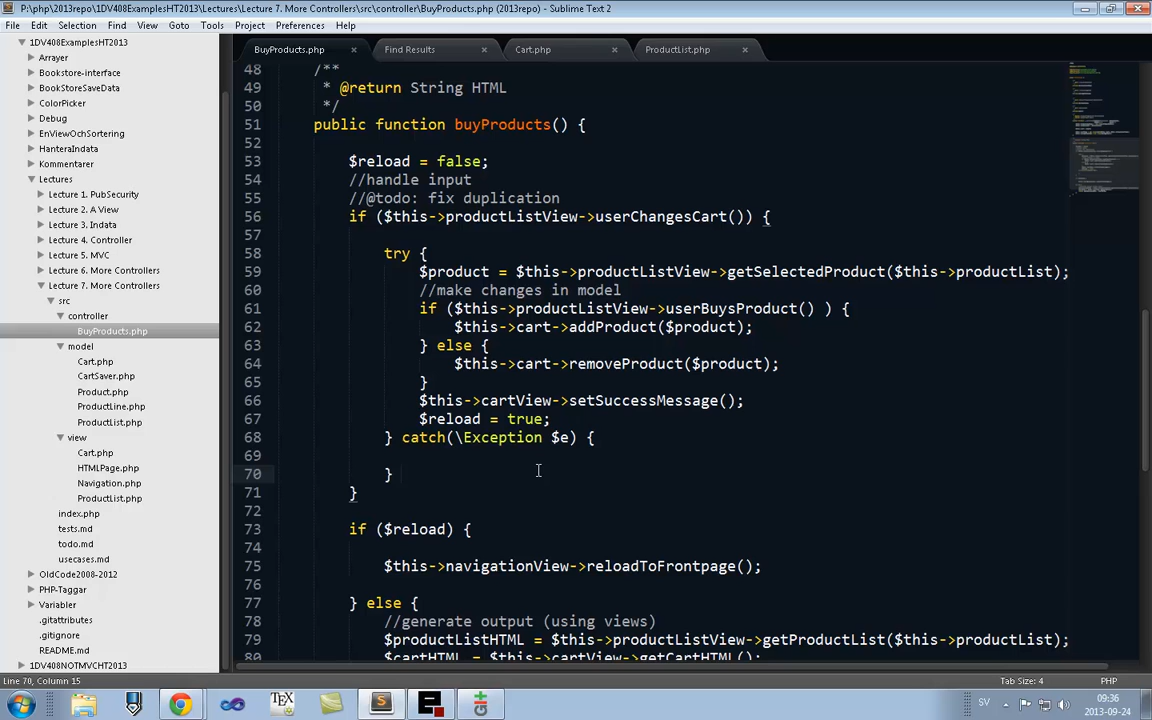 P:\php\2013repo\1DV408ExamplesHT2013\Lectures\Lecture 7. More Controllers\src\controller\BuyProducts.php (2013repo) - Sublime Text 2
File Edit Selection Find View Goto Tools Project Preferences Help
1DV408ExamplesHT2013
Arrayer
Bookstore-interface
BookStoreSaveData
ColorPicker
Debug
EnViewOchSortering
HanteraIndata
Kommentarer
Lectures
Lecture 1. PubSecurity
Lecture 2. A View
Lecture 3. Indata
Lecture 4. Controller
Lecture 5. MVC
Lecture 6. More Controllers
Lecture 7. More Controllers
src
controller
BuyProducts.php
model
Cart.php
CartSaver.php
Product.php
ProductLine.php
ProductList.php
view
Cart.php
HTMLPage.php
Navigation.php
ProductList.php
index.php
tests.md
todo.md
usecases.md
OldCode2008-2012
PHP-Taggar
Variabler
.gitattributes
.gitignore
README.md
1DV408NOTMVCHT2013
BuyProducts.php Find Results Cart.php ProductList.php
48 /**
49 * @return String HTML
50 */
51 public function buyProducts() {
52
53 $reload = false;
54 //handle input
55 //@todo: fix duplication
56 if ($this->productListView->userChangesCart()) {
57
58 try {
59 $product = $this->productListView->getSelectedProduct($this->productList);
60 //make changes in model
61 if ($this->productListView->userBuysProduct() ) {
62 $this->cart->addProduct($product);
63 } else {
64 $this->cart->removeProduct($product);
65 }
66 $this->cartView->setSuccessMessage();
67 $reload = true;
68 } catch(\Exception $e) {
69
70 }
71 }
72
73 if ($reload) {
74
75 $this->navigationView->reloadToFrontpage();
76
77 } else {
78 //generate output (using views)
79 $productListHTML = $this->productListView->getProductList($this->productList);
80 $cartHTML = $this->cartView->getCartHTML();
Line 70, Column 15 Tab Size: 4 PHP
SV 09:36
2013-09-24